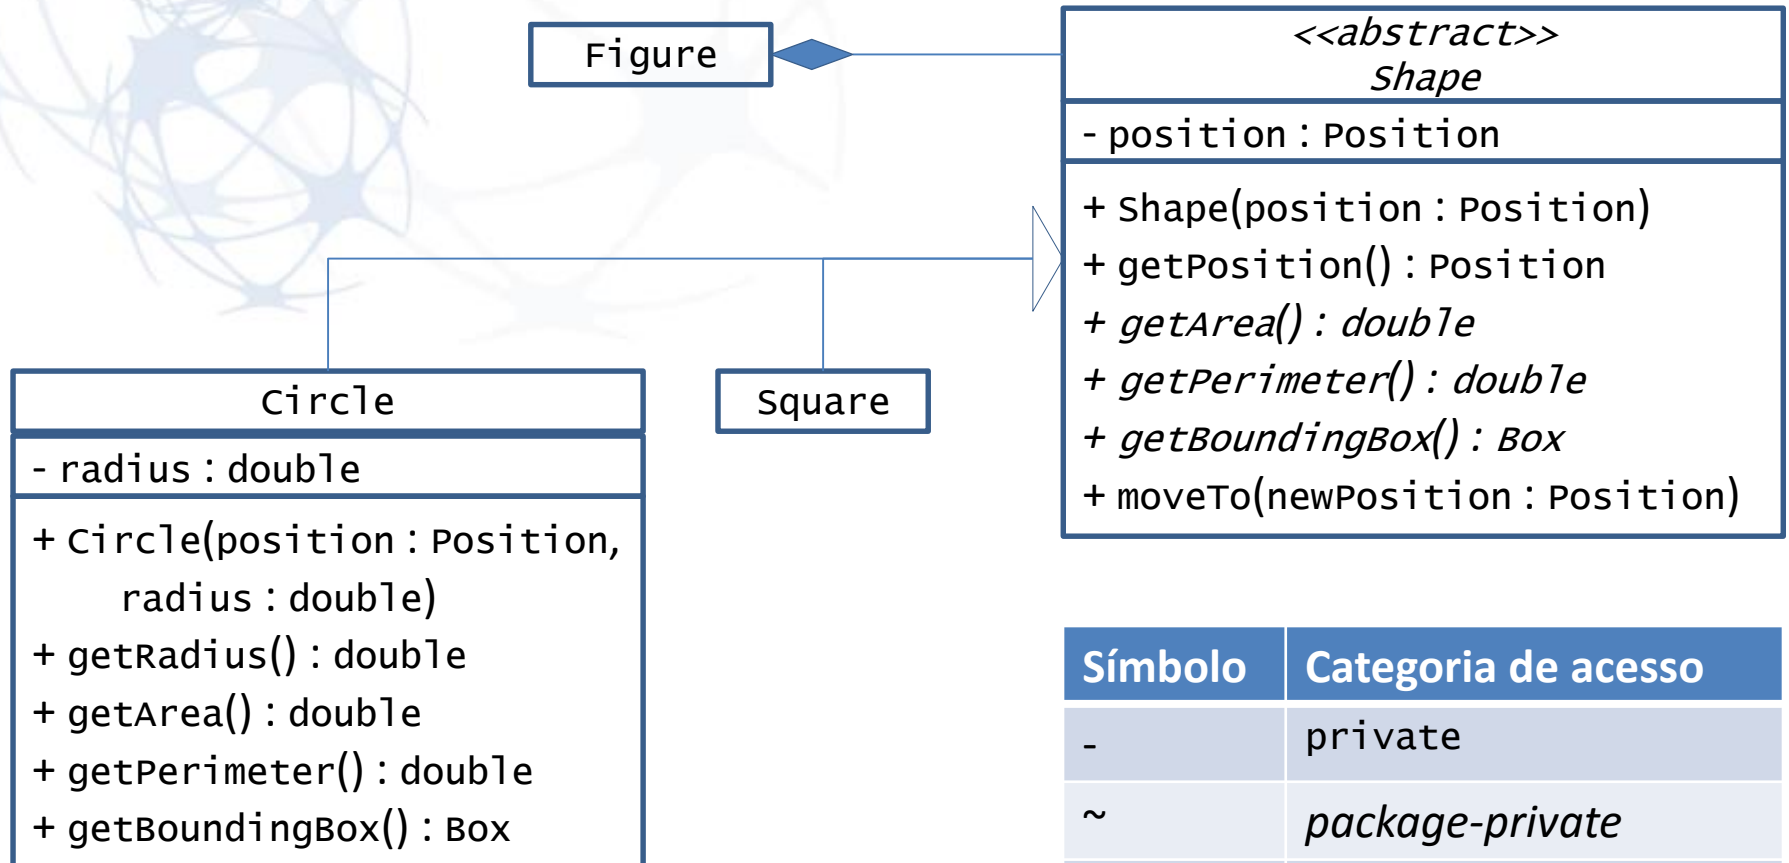 Figure
<<abstract>>
Shape
- position : Position
+ Shape(position : Position)
+ getPosition() : Position
+ getArea() : double
+ getPerimeter() : double
+ getBoundingBox() : Box
+ moveTo(newPosition : Position)
Circle
- radius : double
+ Circle(position : Position,
radius : double)
+ getRadius() : double
+ getArea() : double
+ getPerimeter() : double
+ getBoundingBox() : Box
Square
Símbolo Categoria de acesso
- private
~ package-private